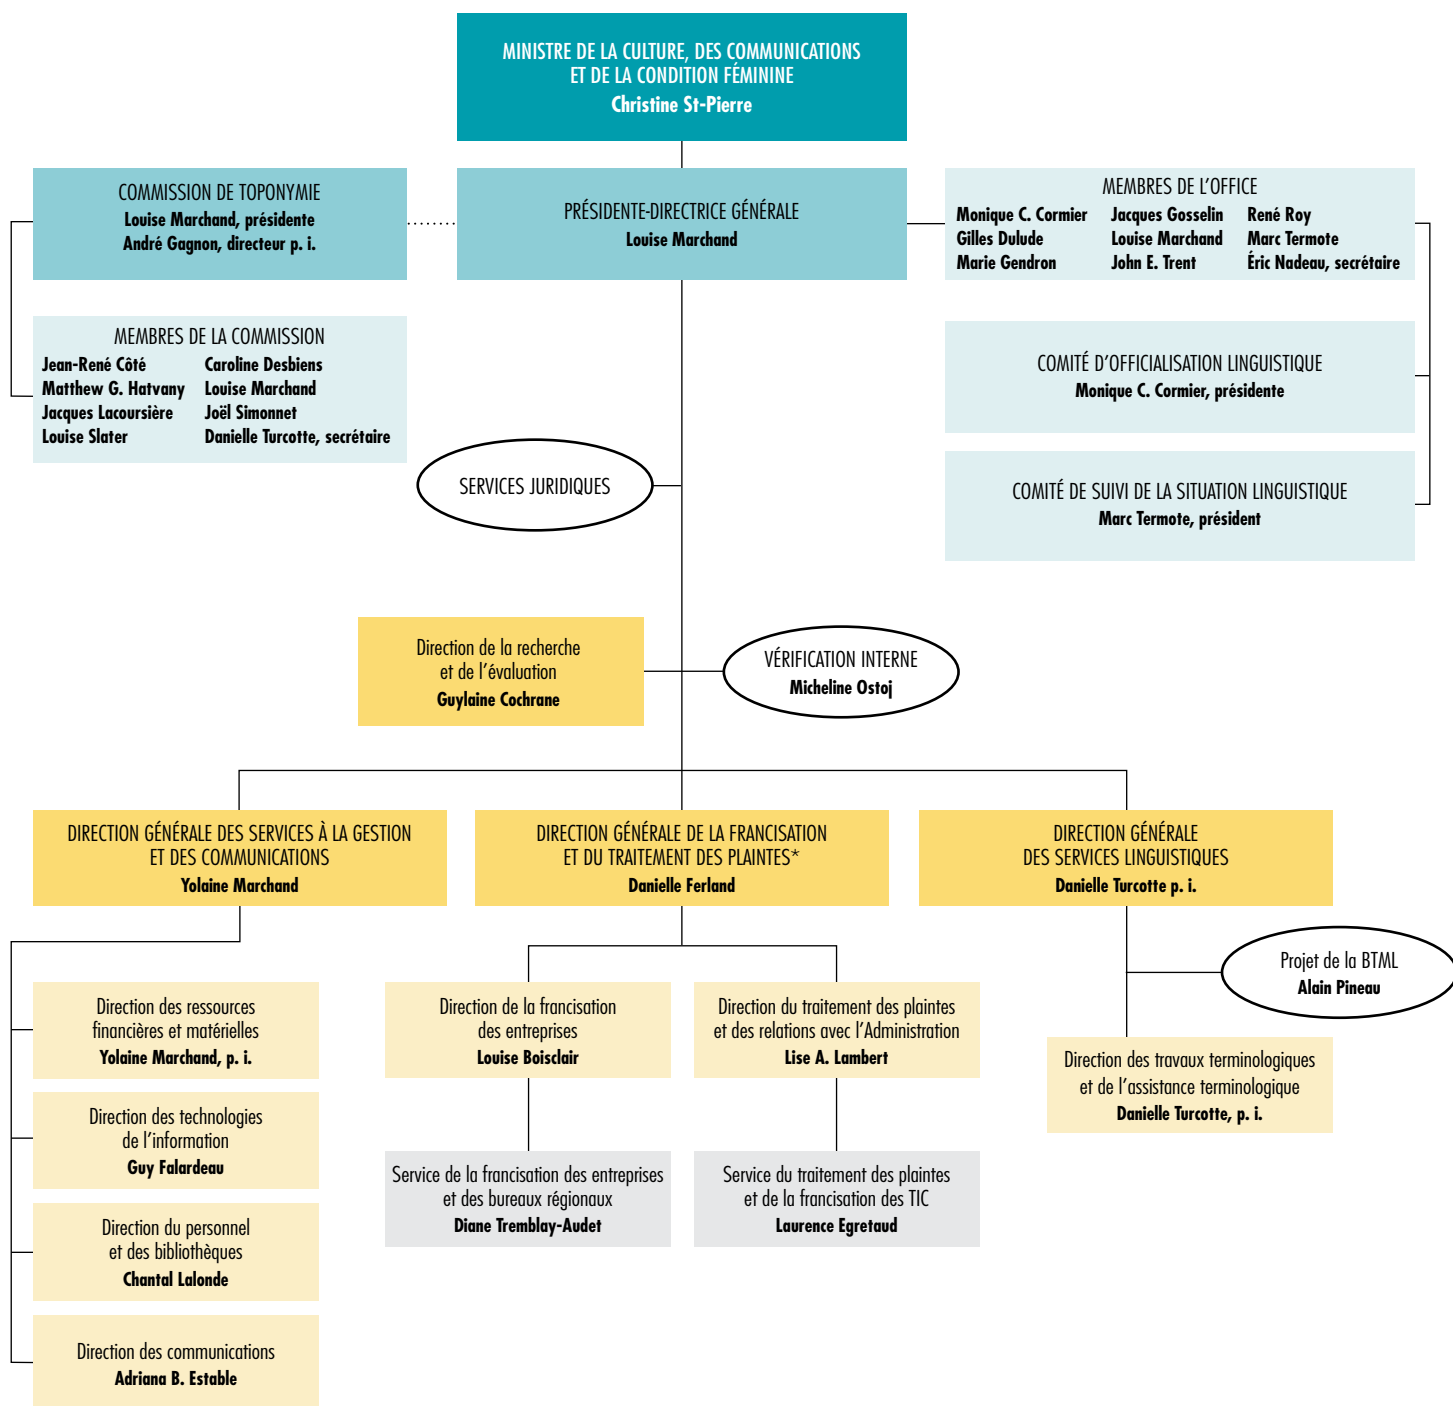 MINISTRE DE LA CULTURE, DES COMMUNICATIONS
ET DE LA CONDITION FÉMININE
Christine St-Pierre
COMMISSION DE TOPONYMIE
Louise Marchand, présidente
André Gagnon, directeur p. i.
PRÉSIDENTE-DIRECTRICE GÉNÉRALE
Louise Marchand
MEMBRES DE L’OFFICE
Monique C. Cormier Jacques Gosselin René Roy
Gilles Dulude Louise Marchand Marc Termote
Marie Gendron John E. Trent Éric Nadeau, secrétaire
MEMBRES DE LA COMMISSION
Jean-René Côté Caroline Desbiens
Matthew G. Hatvany Louise Marchand
Jacques Lacoursière Joël Simonnet
Louise Slater Danielle Turcotte, secrétaire
COMITÉ D’OFFICIALISATION LINGUISTIQUE
Monique C. Cormier, présidente
SERVICES JURIDIQUES
COMITÉ DE SUIVI DE LA SITUATION LINGUISTIQUE
Marc Termote, président
Direction de la recherche
et de l’évaluation
Guylaine Cochrane
VÉRIFICATION INTERNE
Micheline Ostoj
DIRECTION GÉNÉRALE DES SERVICES À LA GESTION
ET DES COMMUNICATIONS
Yolaine Marchand
DIRECTION GÉNÉRALE DE LA FRANCISATION
ET DU TRAITEMENT DES PLAINTES*
Danielle Ferland
DIRECTION GÉNÉRALE
DES SERVICES LINGUISTIQUES
Danielle Turcotte p. i.
Projet de la BTML
Alain Pineau
Direction des ressources
financières et matérielles
Yolaine Marchand, p. i.
Direction de la francisation
des entreprises
Louise Boisclair
Direction du traitement des plaintes
et des relations avec l’Administration
Lise A. Lambert
Direction des travaux terminologiques
et de l’assistance terminologique
Danielle Turcotte, p. i.
Direction des technologies
de l’information
Guy Falardeau
Service de la francisation des entreprises
et des bureaux régionaux
Diane Tremblay-Audet
Service du traitement des plaintes
et de la francisation des TIC
Laurence Egretaud
Direction du personnel
et des bibliothèques
Chantal Lalonde
Direction des communications
Adriana B. Estable